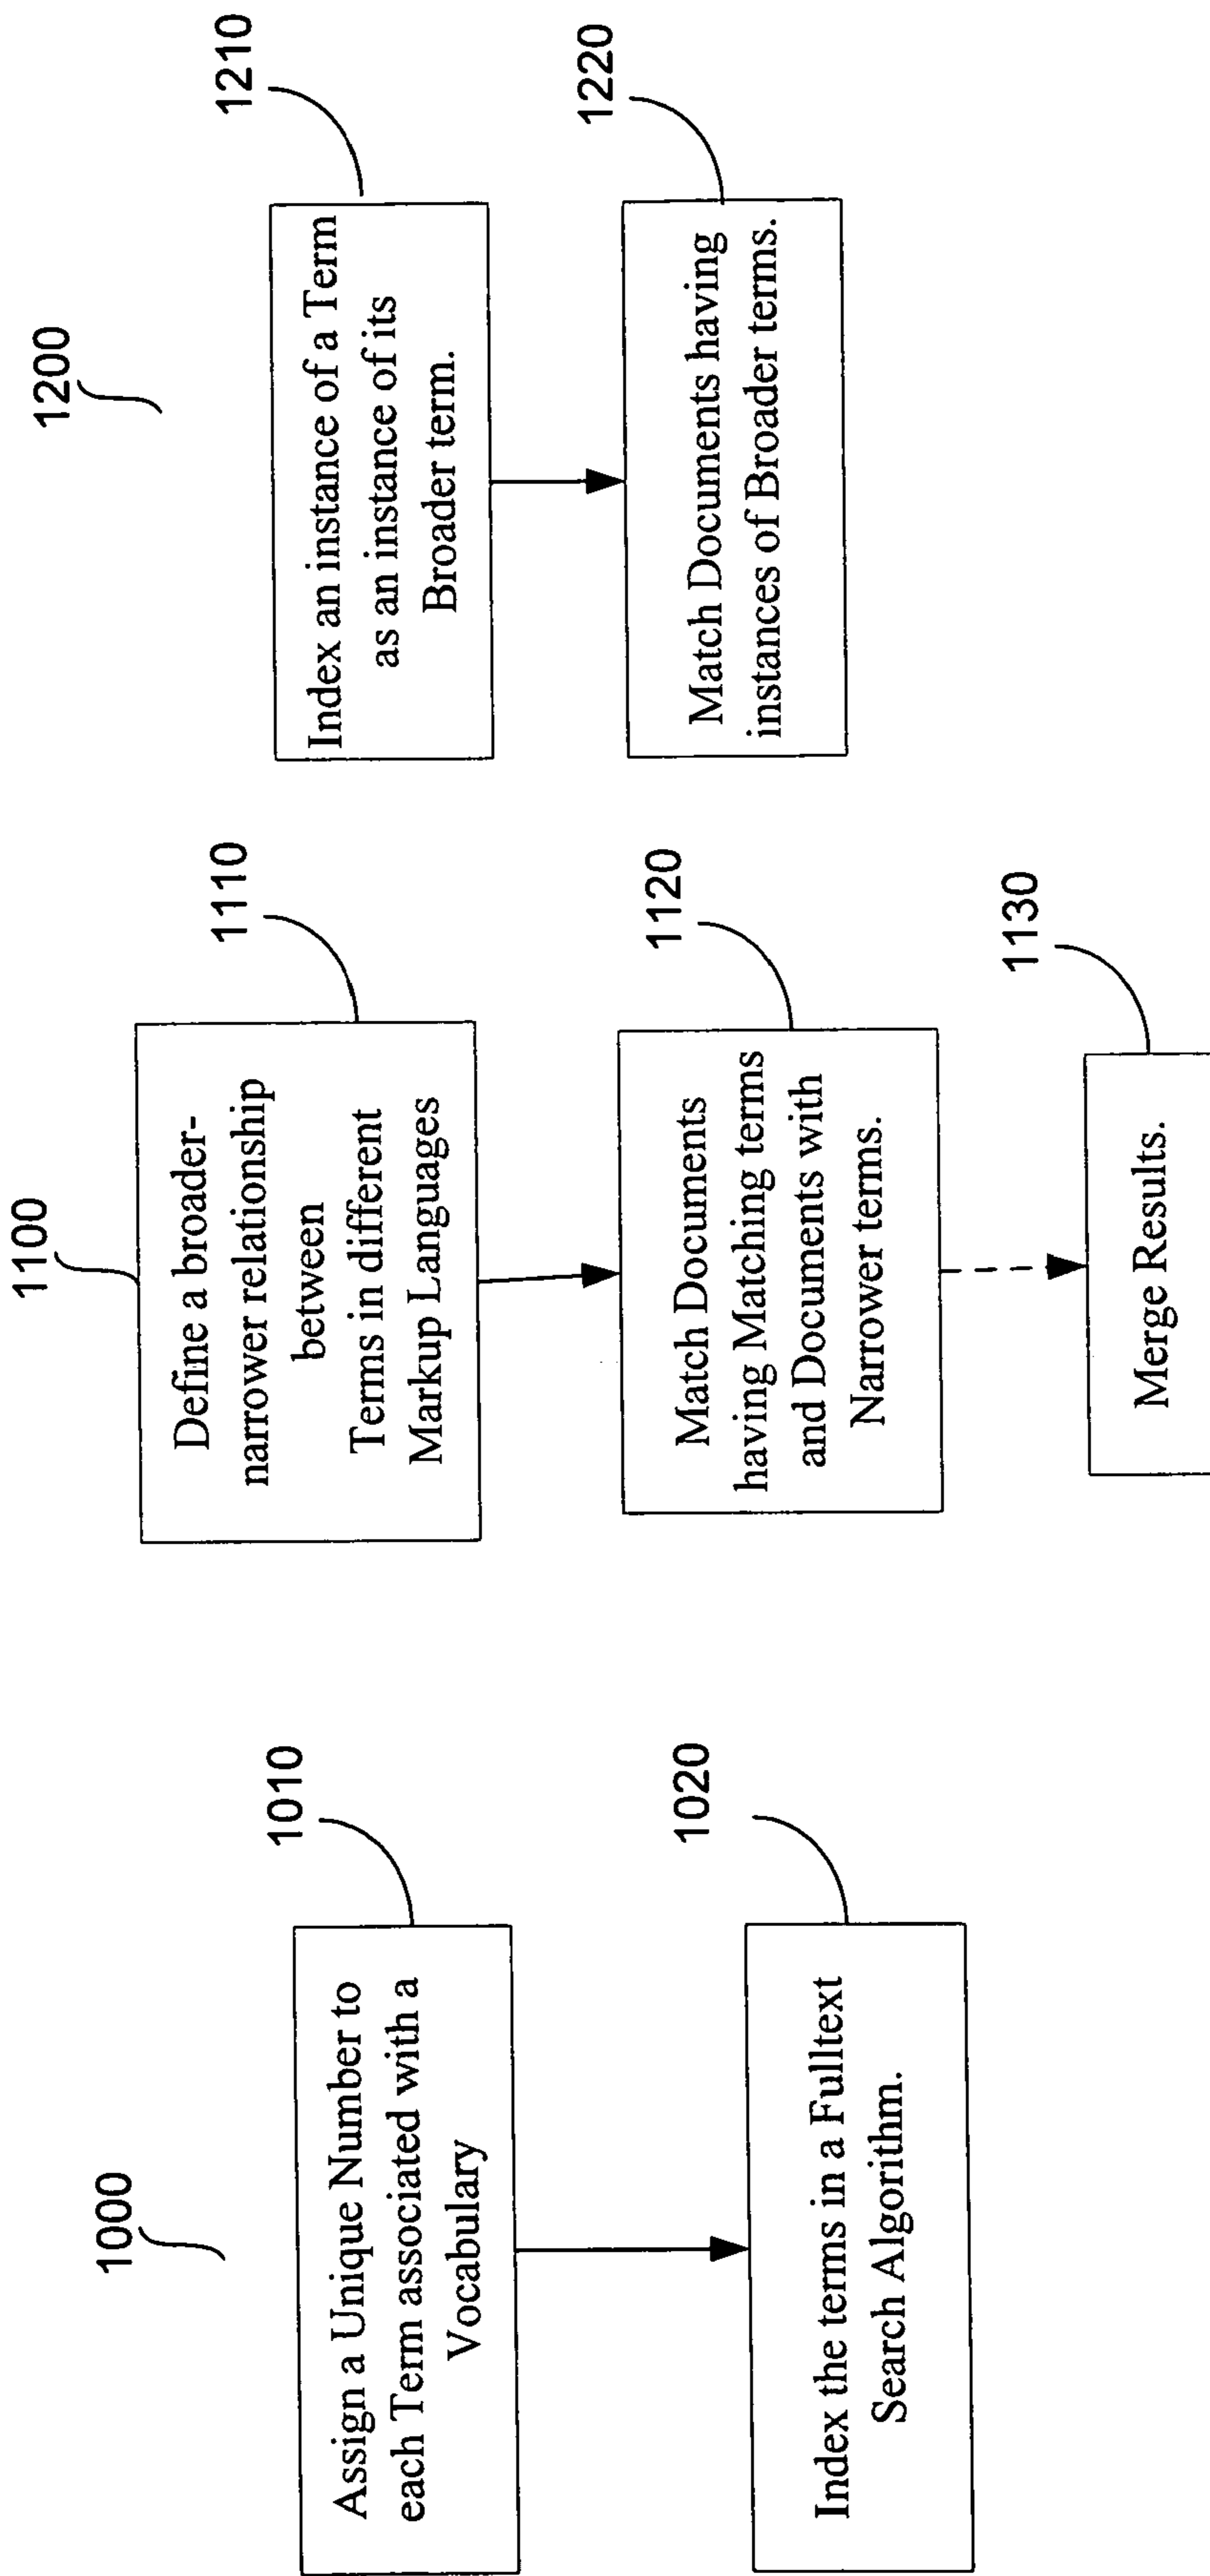 1000
1010
Assign a Unique Number to
each Term associated with a
Vocabulary
1020
Index the terms in a Fulltext
Search Algorithm.
1100
1110
Define a broader-
narrower relationship
between
Terms in different
Markup Languages
1120
Match Documents
having Matching terms
and Documents with
Narrower terms.
1130
Merge Results.
1200
1210
Index an instance of a Term
as an instance of its
Broader term.
1220
Match Documents having
instances of Broader terms.